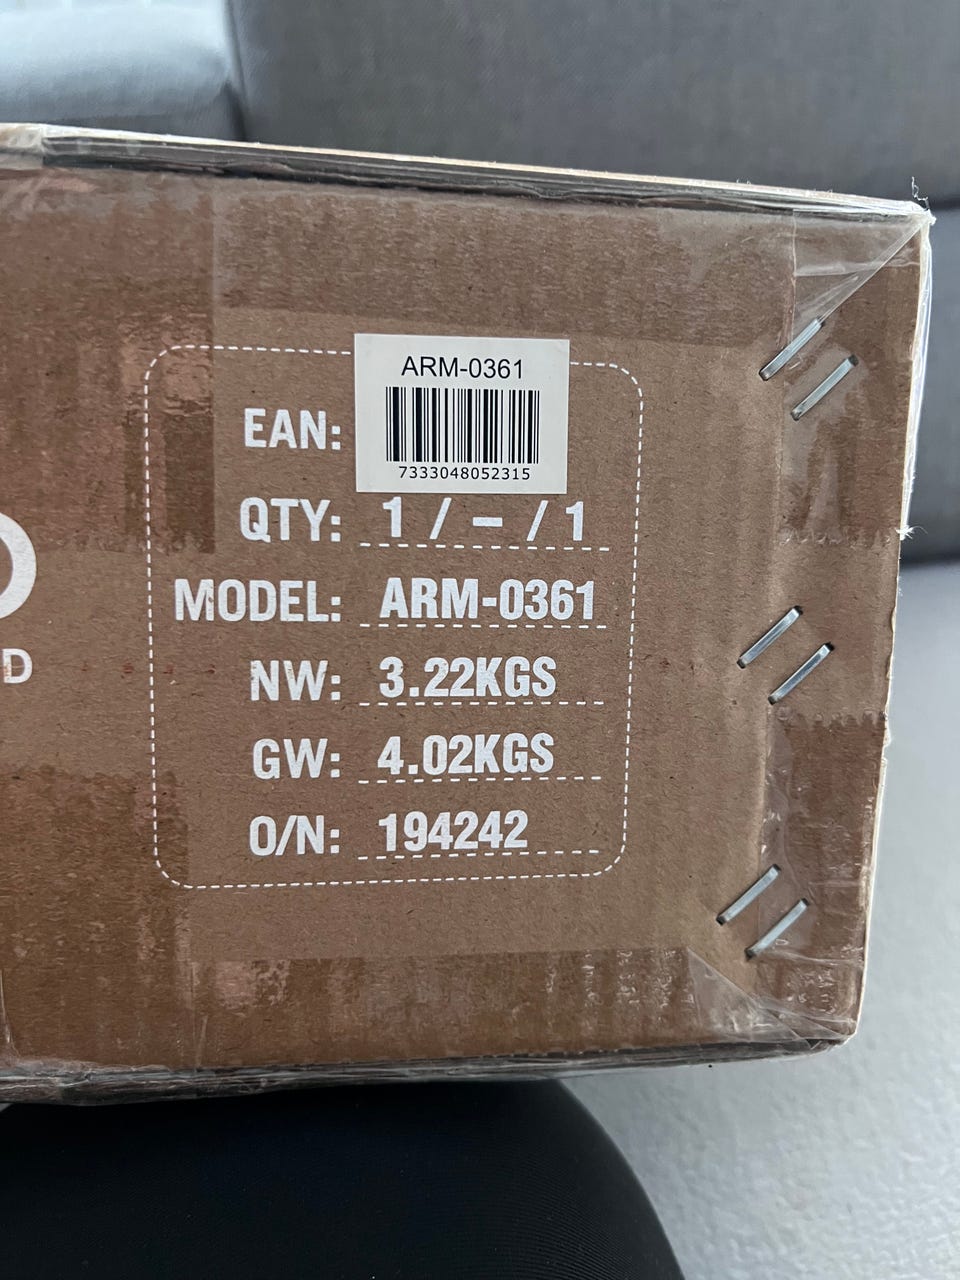 ARM-0361
EAN:
7333048052315
QTY: 1 / - / 1
MODEL: ARM-0361
NW: 3.22KGS
GW: 4.02KGS
O/N: 194242
D